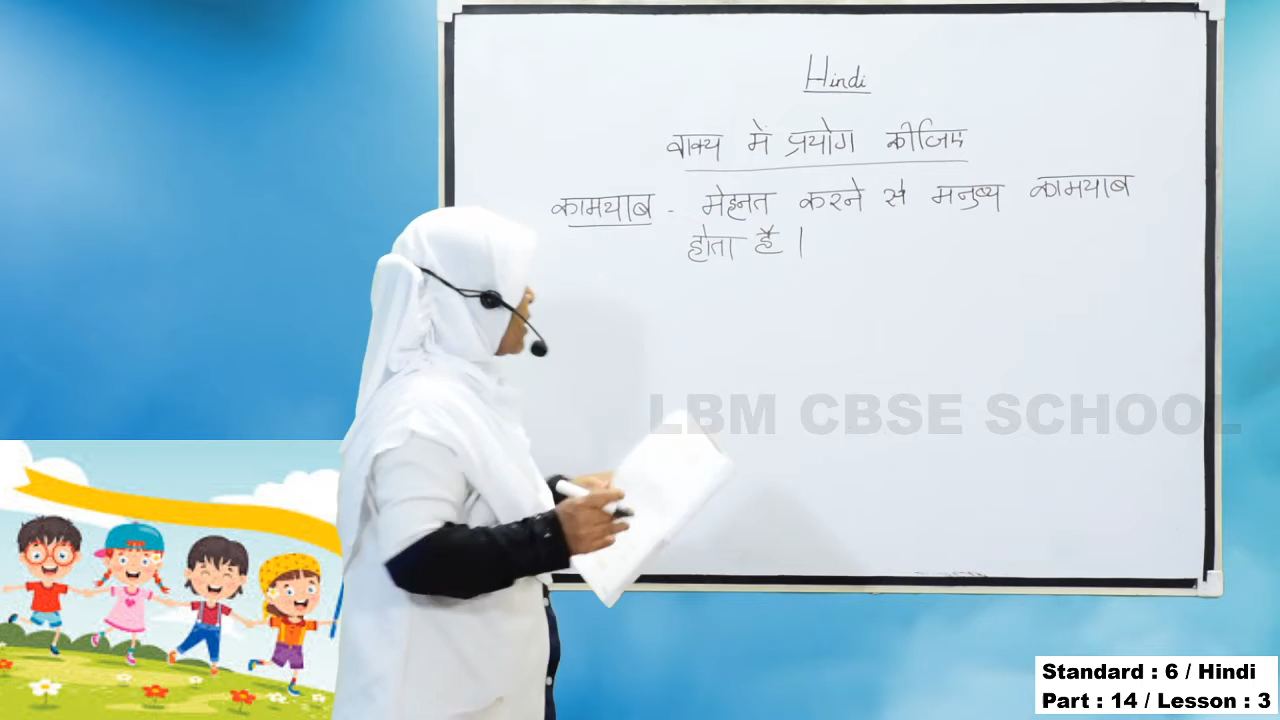 Hindi
वाक्य में प्रयोग कीजिए
कामयाब - मेहनत करने से मनुष्य कामयाब
होता है |
LBM CBSE SCHOOL
Standard : 6 / Hindi
Part : 14 / Lesson : 3